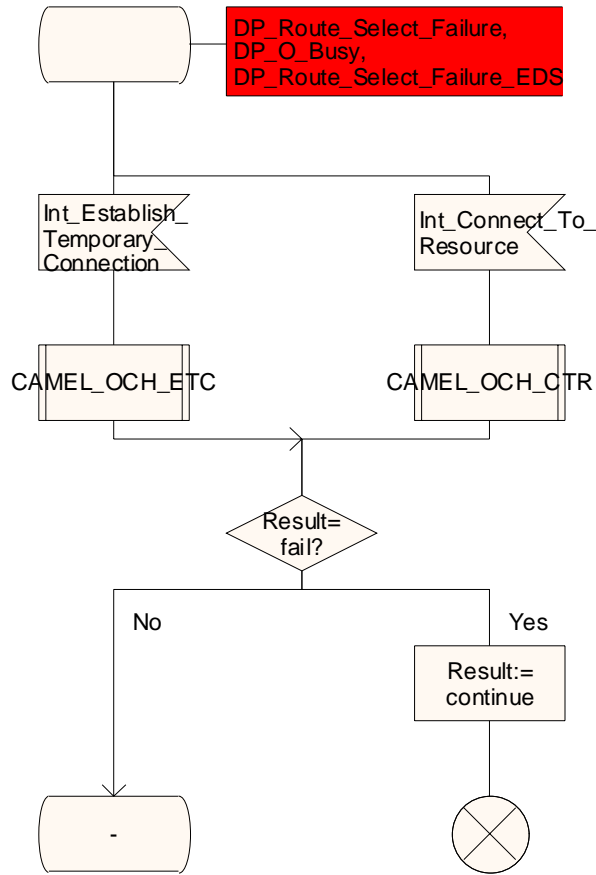 DP_Route_Select_Failure,
DP_O_Busy,
DP_Route_Select_Failure_EDS
Int_Establish_
Temporary_
Connection
Int_Connect_To_
Resource
CAMEL_OCH_ETC
CAMEL_OCH_CTR
Result=
fail?
No
Yes
Result:=
continue
-